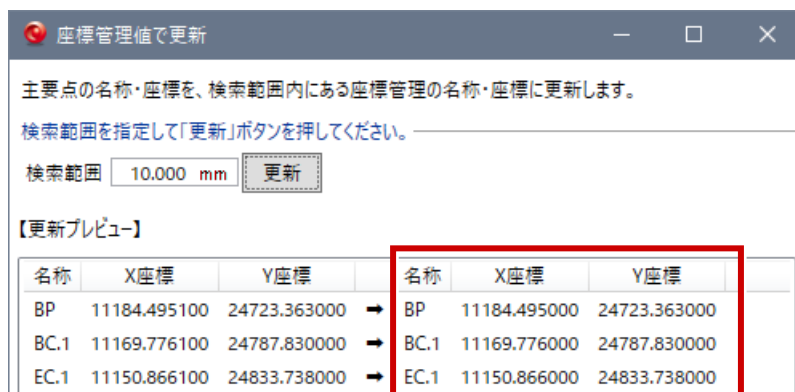 座標管理値で更新
主要点の名称・座標を、検索範囲内にある座標管理の名称・座標に更新します。
検索範囲を指定して「更新」ボタンを押してください。
検索範囲 10.000 mm 更新
【更新プレビュー】
名称 X座標 Y座標 名称 X座標 Y座標
BP 11184.495100 24723.363000 ➡ BP 11184.495000 24723.363000
BC.1 11169.776100 24787.830000 ➡ BC.1 11169.776000 24787.830000
EC.1 11150.866100 24833.738000 ➡ EC.1 11150.866000 24833.738000